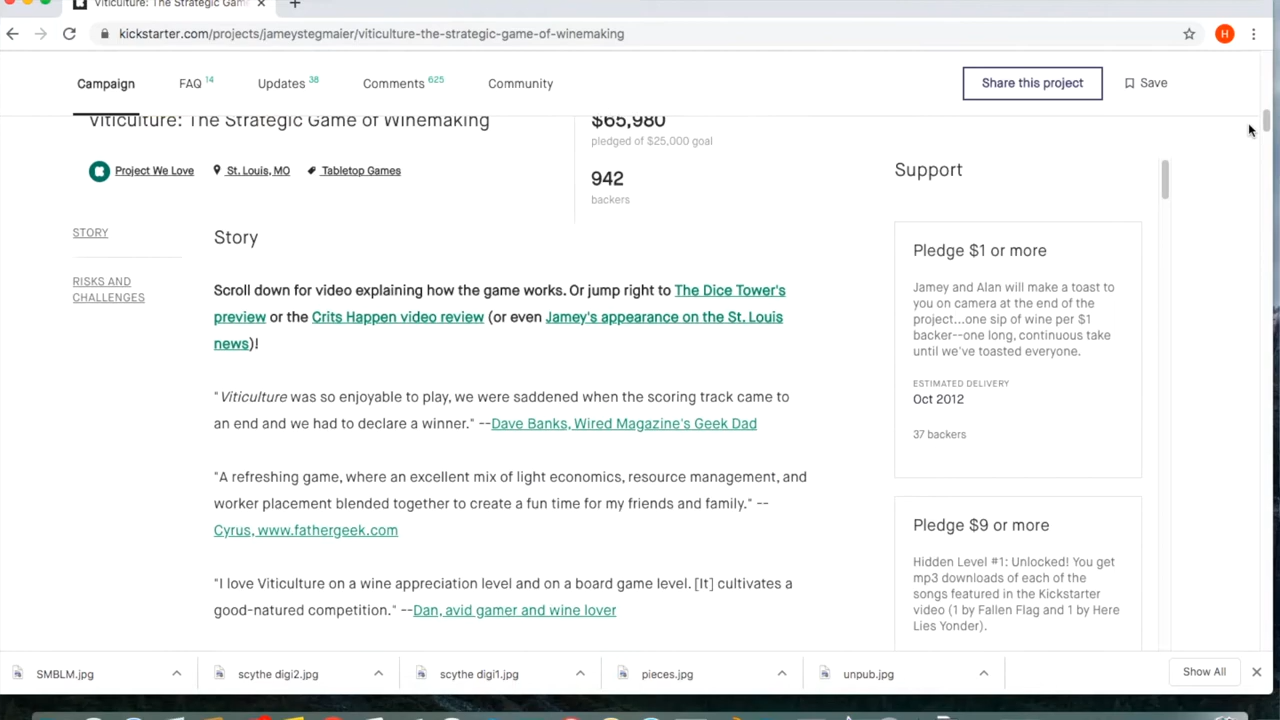 Viticulture: The Strategic Gam
kickstarter.com/projects/jameystegmaier/viticulture-the-strategic-game-of-winemaking
H
Campaign
FAQ 14
Updates 38
Comments 625
Community
Share this project
Save
Viticulture: The Strategic Game of Winemaking
$65,980
pledged of $25,000 goal
942
backers
Project We Love
St. Louis, MO
Tabletop Games
STORY
RISKS AND
CHALLENGES
Story
Scroll down for video explaining how the game works. Or jump right to The Dice Tower's
preview or the Crits Happen video review (or even Jamey's appearance on the St. Louis
news)!
"Viticulture was so enjoyable to play, we were saddened when the scoring track came to
an end and we had to declare a winner." --Dave Banks, Wired Magazine's Geek Dad
"A refreshing game, where an excellent mix of light economics, resource management, and
worker placement blended together to create a fun time for my friends and family." --
Cyrus, www.fathergeek.com
"I love Viticulture on a wine appreciation level and on a board game level. [It] cultivates a
good-natured competition." --Dan, avid gamer and wine lover
Support
Pledge $1 or more
Jamey and Alan will make a toast to
you on camera at the end of the
project...one sip of wine per $1
backer--one long, continuous take
until we've toasted everyone.
ESTIMATED DELIVERY
Oct 2012
37 backers
Pledge $9 or more
Hidden Level #1: Unlocked! You get
mp3 downloads of each of the
songs featured in the Kickstarter
video (1 by Fallen Flag and 1 by Here
Lies Yonder).
SMBLM.jpg
scythe digi2.jpg
scythe digi1.jpg
pieces.jpg
unpub.jpg
Show All